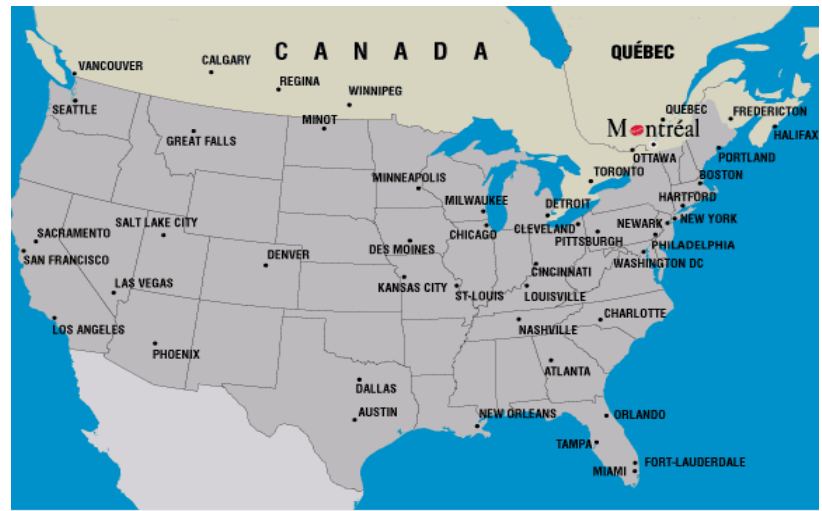 CANADA
QUÉBEC
VANCOUVER
CALGARY
REGINA
WINNIPEG
SEATTLE
GREAT FALLS
MINOT
QUÉBEC
FREDERICTON
Montréal
HALIFAX
OTTAWA
PORTLAND
TORONTO
BOSTON
MINNEAPOLIS
MILWAUKEE
DETROIT
HARTFORD
SALT LAKE CITY
SACRAMENTO
CHICAGO
CLEVELAND
NEWARK
NEW YORK
PITTSBURGH
PHILADELPHIA
SAN FRANCISCO
DENVER
DES MOINES
WASHINGTON DC
CINCINNATI
LAS VEGAS
KANSAS CITY
ST-LOUIS
LOUISVILLE
LOS ANGELES
NASHVILLE
CHARLOTTE
PHOENIX
ATLANTA
DALLAS
AUSTIN
NEW ORLEANS
ORLANDO
TAMPA
FORT-LAUDERDALE
MIAMI